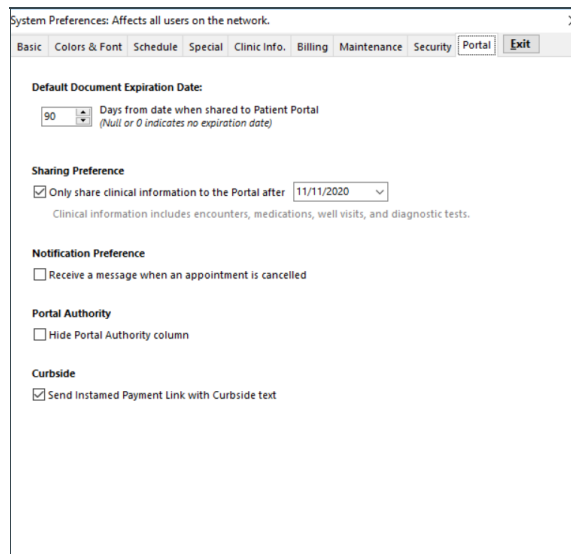 System Preferences: Affects all users on the network.
Basic Colors & Font Schedule Special Clinic Info. Billing Maintenance Security Portal Exit
Default Document Expiration Date:
90 Days from date when shared to Patient Portal
(Null or 0 indicates no expiration date)
Sharing Preference
Only share clinical information to the Portal after 11/11/2020
Clinical information includes encounters, medications, well visits, and diagnostic tests.
Notification Preference
Receive a message when an appointment is cancelled
Portal Authority
Hide Portal Authority column
Curbside
Send Instamed Payment Link with Curbside text